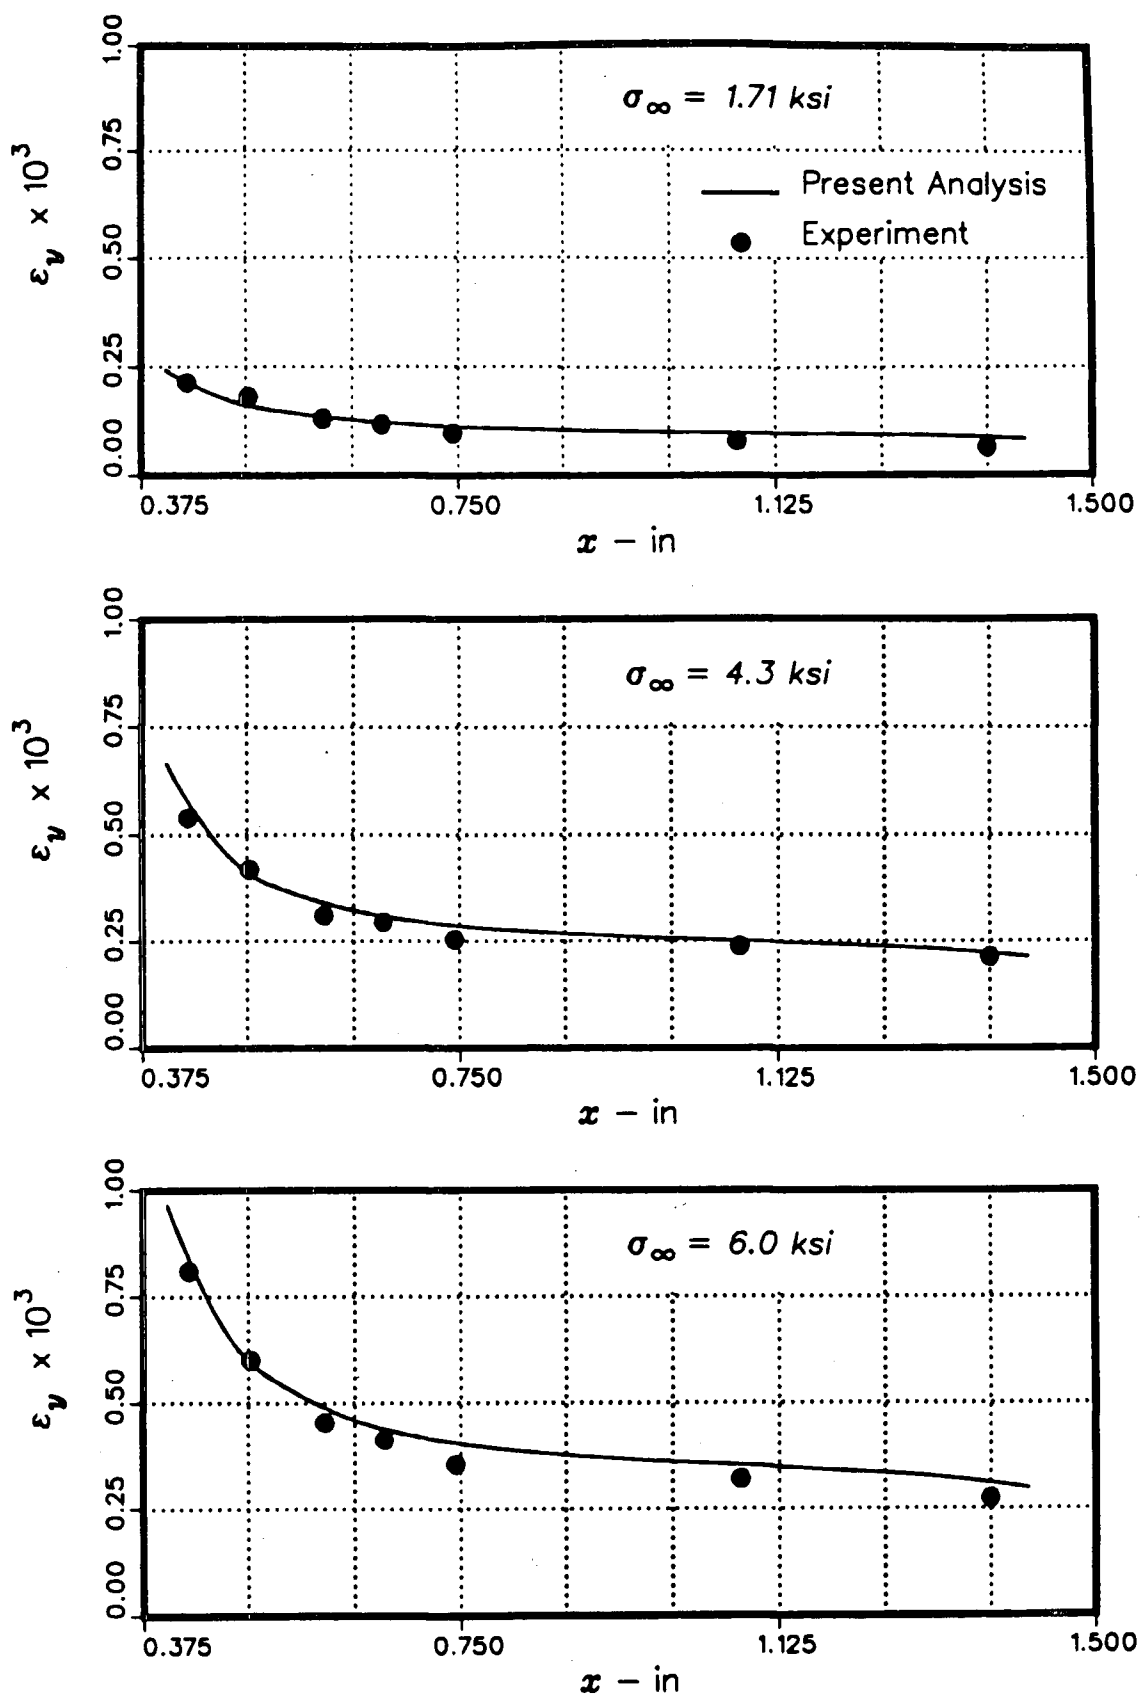 1.00
0.75
0.50
0.25
0.00
εy x 10³
σ∞ = 1.71 ksi
Present Analysis
Experiment
0.375 0.750 1.125 1.500
x – in
1.00
0.75
0.50
0.25
0.00
εy x 10³
σ∞ = 4.3 ksi
0.375 0.750 1.125 1.500
x – in
1.00
0.75
0.50
0.25
0.00
εy x 10³
σ∞ = 6.0 ksi
0.375 0.750 1.125 1.500
x – in